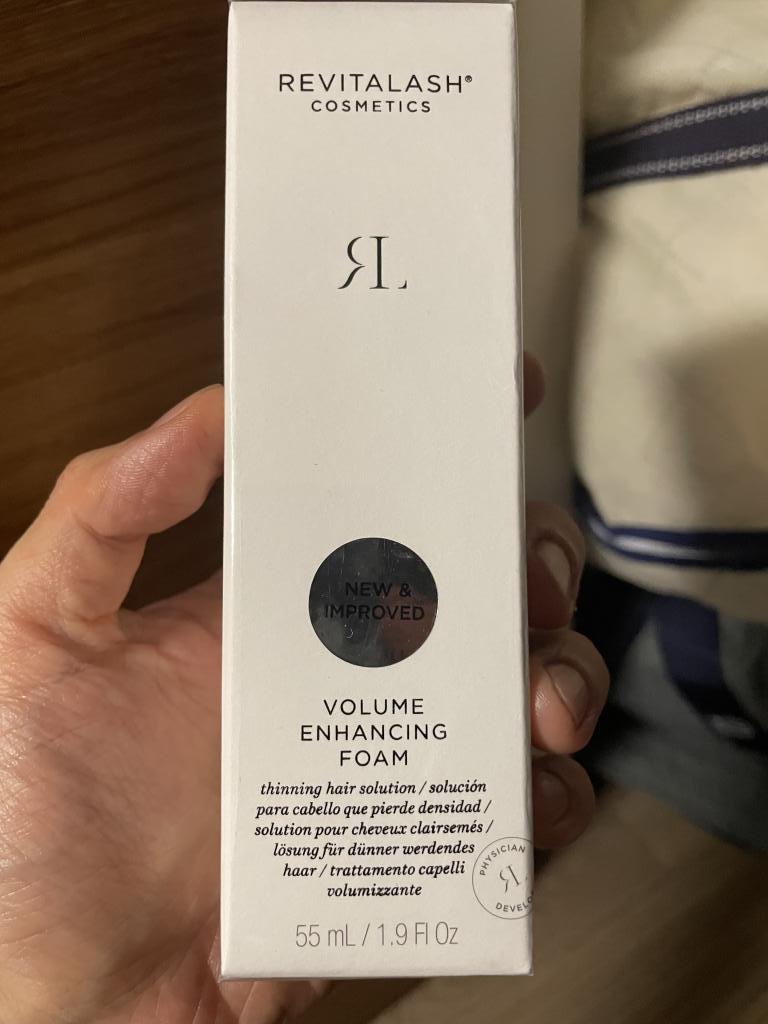 REVITALASH®
COSMETICS
RL
NEW &
IMPROVED
VOLUME
ENHANCING
FOAM
thinning hair solution / solución
para cabello que pierde densidad /
solution pour cheveux clairsemés /
lösung für dünner werdendes
haar / trattamento capelli
volumizzante
PHYSICIAN
RL
DEVELO
55 mL / 1.9 Fl Oz